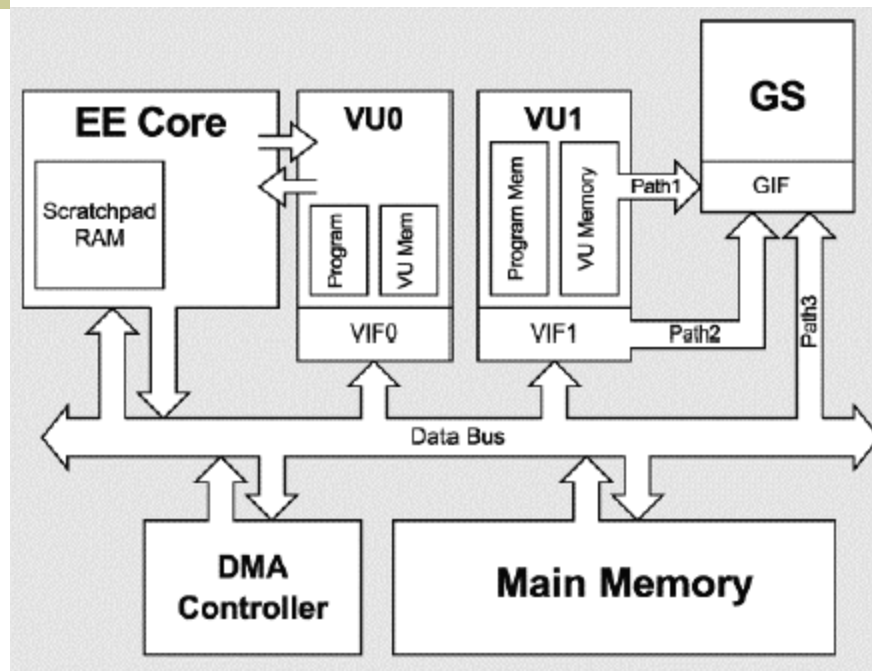 EE Core
Scratchpad
RAM
VU0
Program
VU Mem
VIF0
VU1
Program Mem
VU Memory
VIF1
Path1
Path2
Path3
GS
GIF
Data Bus
DMA
Controller
Main Memory